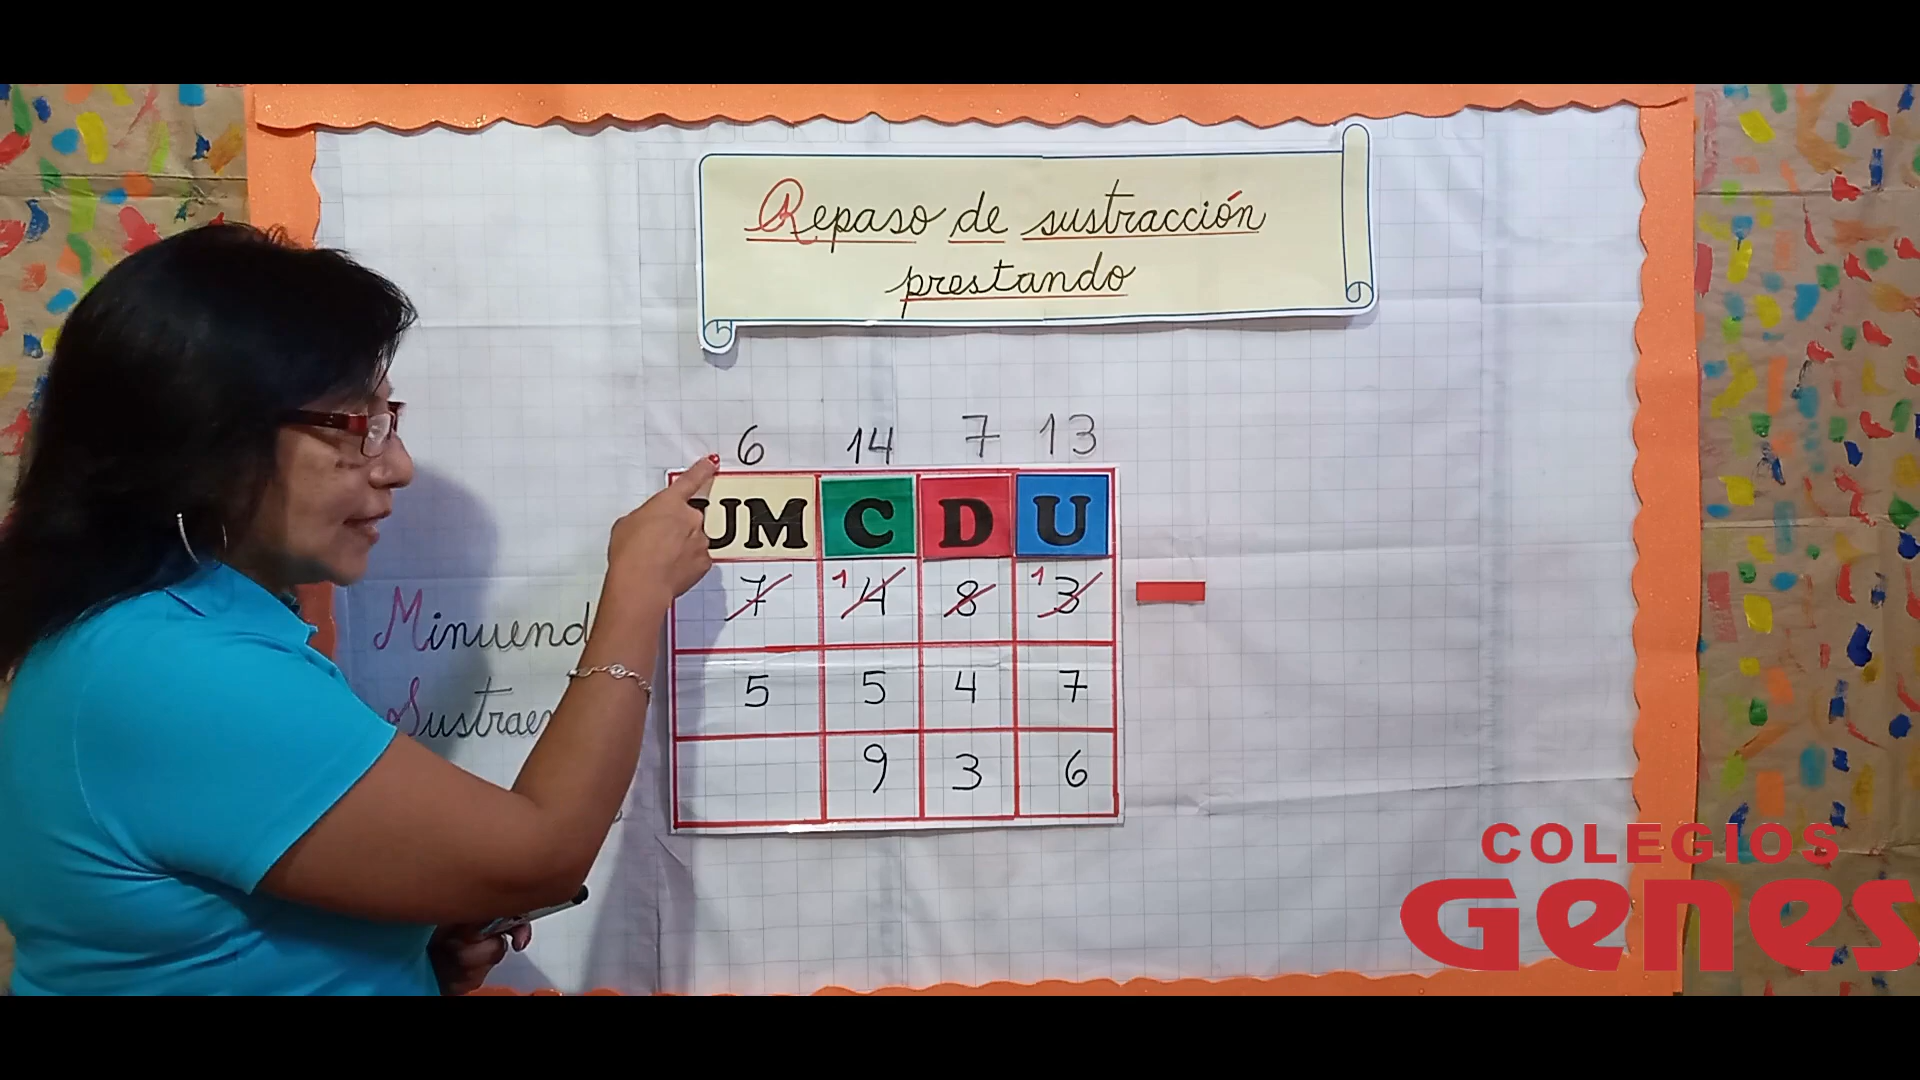 Repaso de sustracción
prestando
6 14 7 13
UM C D U
7 14 8 13
Minuend
5 5 4 7
Sustrae
9 3 6
COLEGIOS
Genes